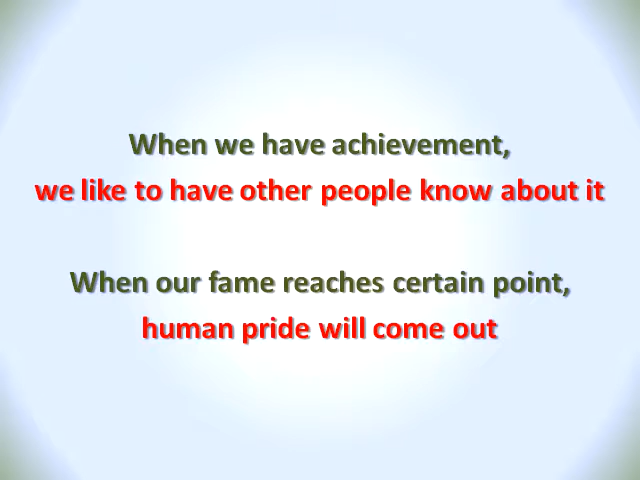 When we have achievement,
we like to have other people know about it
When our fame reaches certain point,
human pride will come out